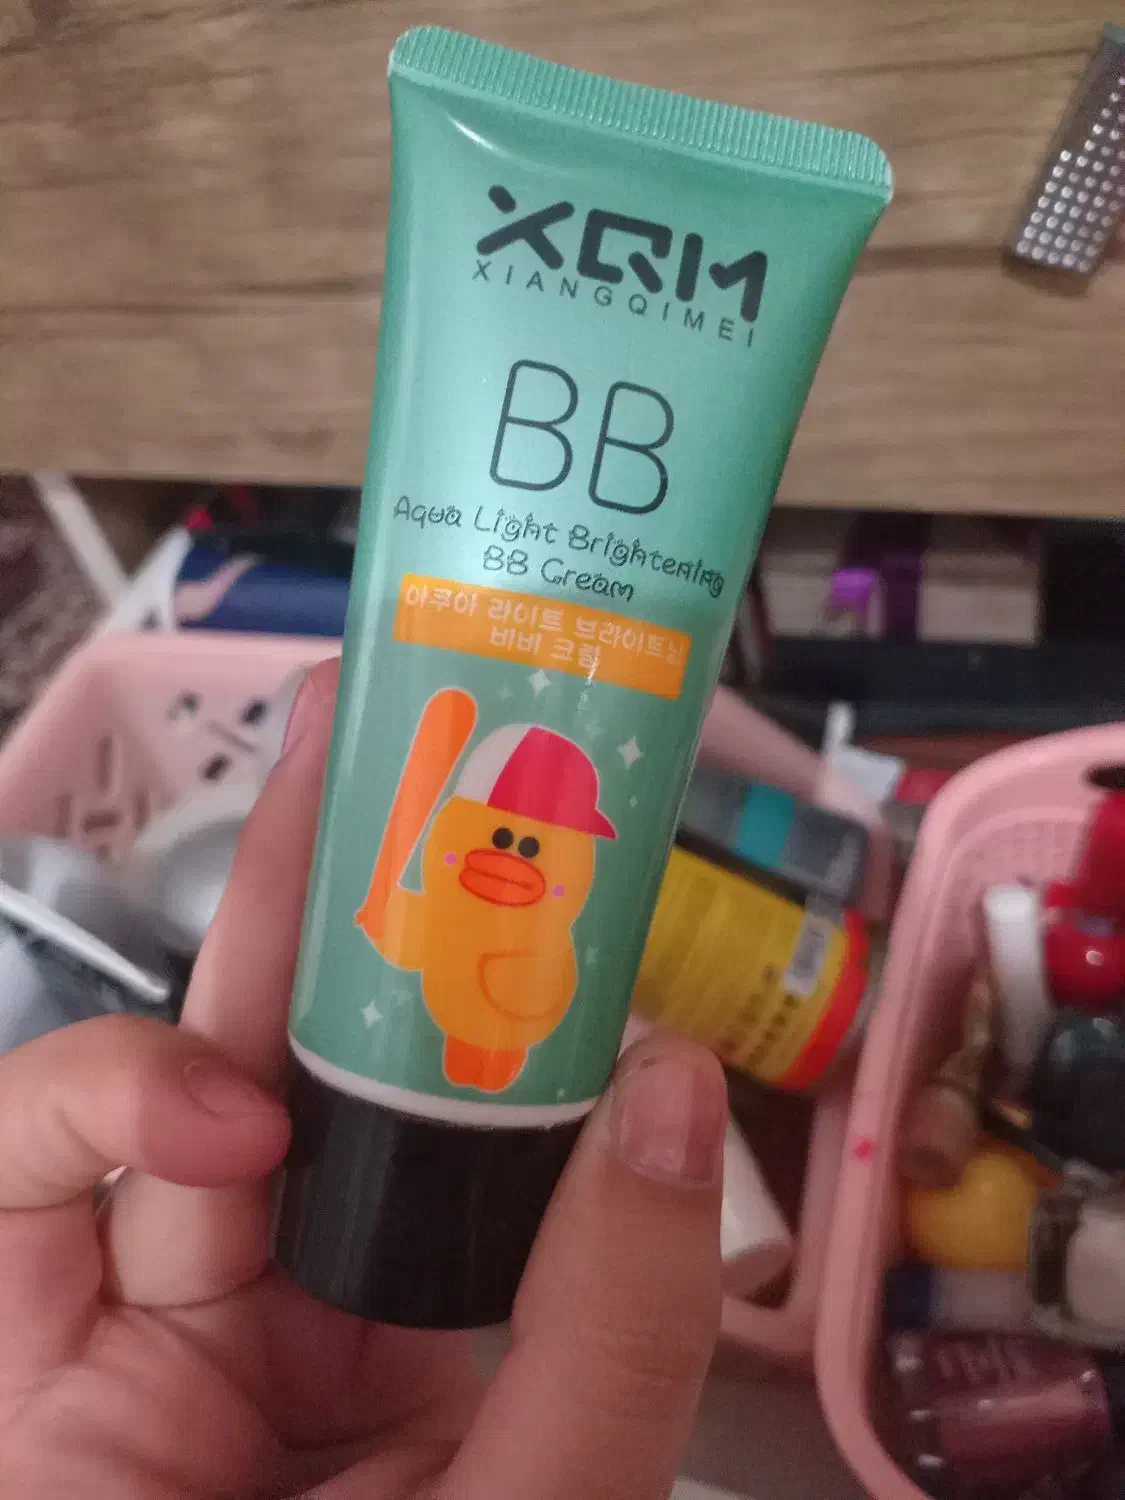 XQM
XIANGQIMEI
BB
Aqua Light Brightening
BB Cream
아쿠아 라이트 브라이트닝
비비 크림